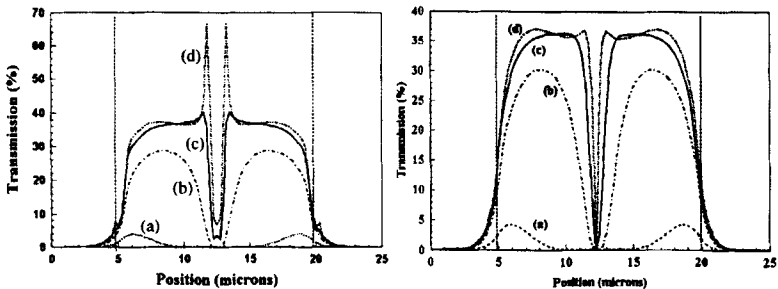 70
60
50
40
30
20
10
0
Transmission (%)
(d)
(c)
(b)
(a)
0 5 10 15 20 25
Position (microns)
40
35
30
25
20
15
10
5
0
Transmission (%)
(d)
(c)
(b)
(a)
0 5 10 15 20 25
Position (microns)